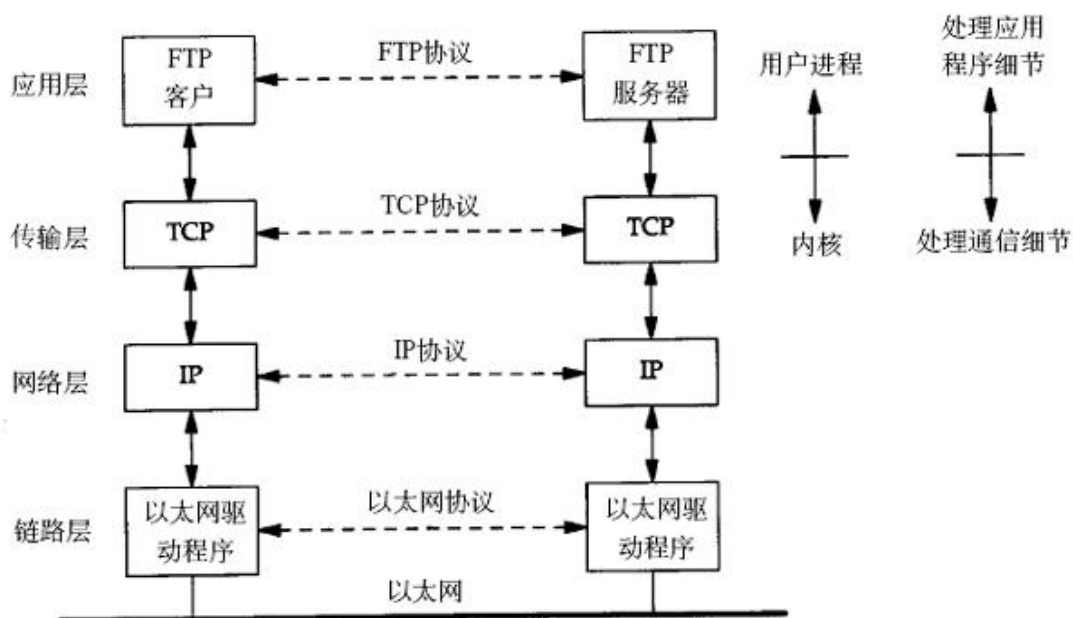 处理应用
程序细节
FTP
客户
FTP协议
FTP
服务器
用户进程
应用层
TCP协议
传输层
TCP
TCP
内核
处理通信细节
IP协议
网络层
IP
IP
以太网驱
动程序
以太网协议
以太网驱
动程序
链路层
以太网